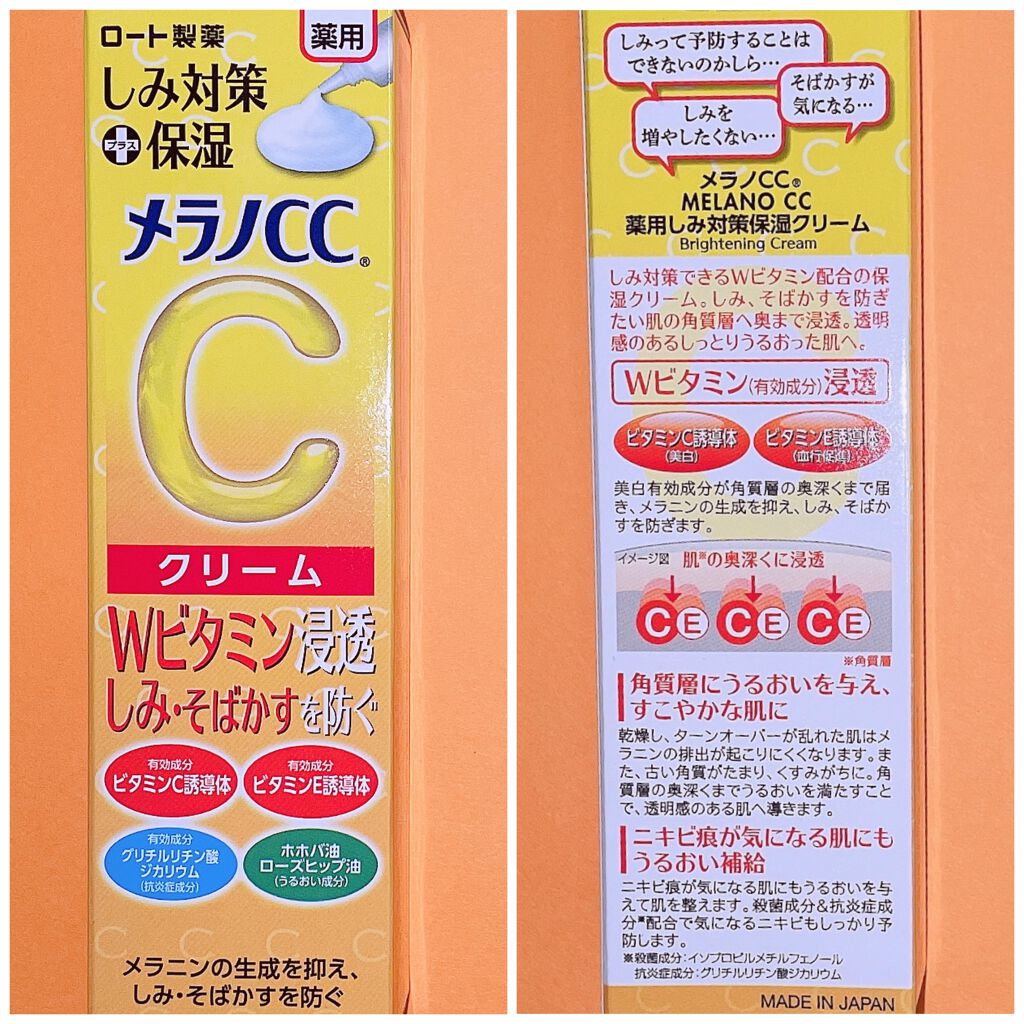 ロート製薬
薬用
しみ対策
プラス
保湿
メラノCC®
C
クリーム
Wビタミン浸透
しみ・そばかすを防ぐ
有効成分
ビタミンC誘導体
有効成分
ビタミンE誘導体
有効成分
グリチルリチン酸
ジカリウム
(抗炎症成分)
ホホバ油
ローズヒップ油
(うるおい成分)
メラニンの生成を抑え、
しみ・そばかすを防ぐ
しみって予防することは
できないのかしら…
そばかすが
気になる…
しみを
増やしたくない…
メラノCC®
MELANO CC
薬用しみ対策保湿クリーム
Brightening Cream
しみ対策できるWビタミン配合の保
湿クリーム。しみ、そばかすを防ぎ
たい肌の角質層へ奥まで浸透。透明
感のあるしっとりうるおった肌へ。
Wビタミン(有効成分)浸透
ビタミンC誘導体
(美白)
ビタミンE誘導体
(血行促進)
美白有効成分が角質層の奥深くまで届
き、メラニンの生成を抑え、しみ、そばか
すを防ぎます。
イメージ図 肌※の奥深くに浸透
C E C E C E
※角質層
角質層にうるおいを与え、
すこやかな肌に
乾燥し、ターンオーバーが乱れた肌はメ
ラニンの排出が起こりにくくなります。ま
た、古い角質がたまり、くすみがちに。角
質層の奥深くまでうるおいを満たすこと
で、透明感のある肌へ導きます。
ニキビ痕が気になる肌にも
うるおい補給
ニキビ痕が気になる肌にもうるおいを与
えて肌を整えます。殺菌成分&抗炎症成
分※配合で気になるニキビもしっかり予
防します。
※殺菌成分:イソプロピルメチルフェノール
抗炎症成分:グリチルリチン酸ジカリウム
MADE IN JAPAN